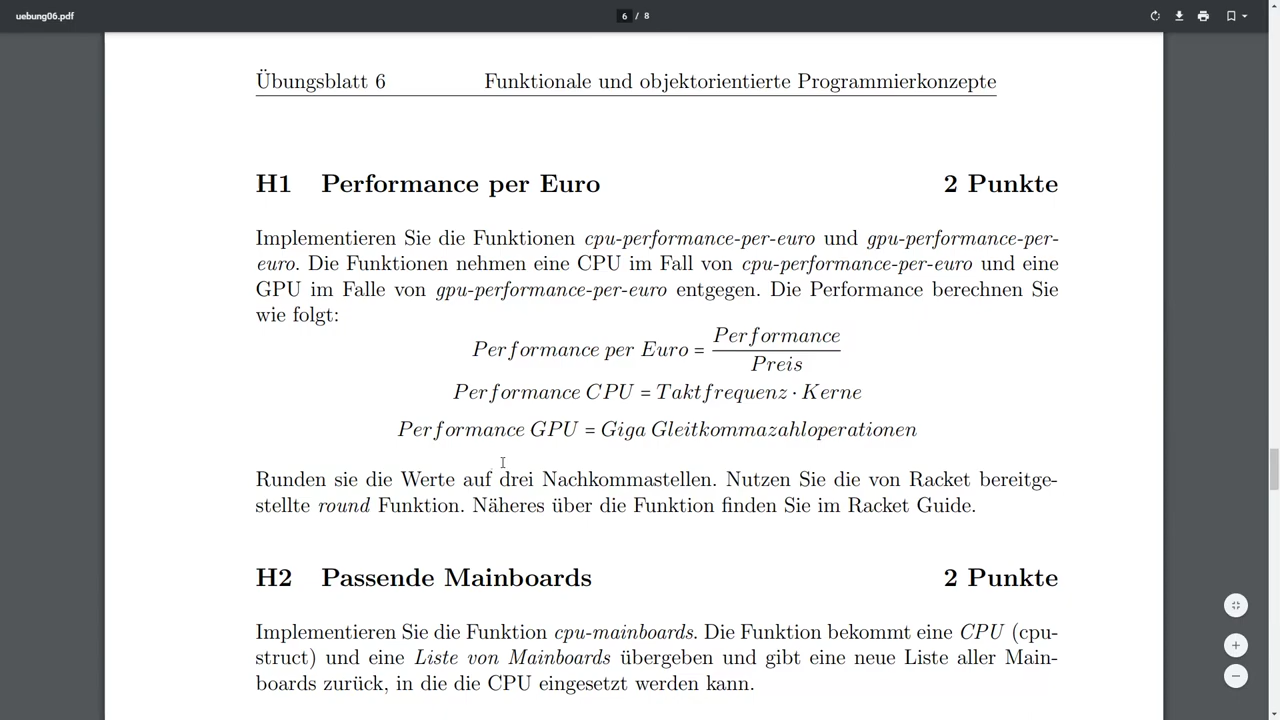 uebung06.pdf
6 / 8
Übungsblatt 6 Funktionale und objektorientierte Programmierkonzepte
H1 Performance per Euro 2 Punkte
Implementieren Sie die Funktionen cpu-performance-per-euro und gpu-performance-per-
euro. Die Funktionen nehmen eine CPU im Fall von cpu-performance-per-euro und eine
GPU im Falle von gpu-performance-per-euro entgegen. Die Performance berechnen Sie
wie folgt:
Performance per Euro = Performance / Preis
Performance CPU = Taktfrequenz · Kerne
Performance GPU = Giga Gleitkommazahloperationen
Runden sie die Werte auf drei Nachkommastellen. Nutzen Sie die von Racket bereitge-
stellte round Funktion. Näheres über die Funktion finden Sie im Racket Guide.
H2 Passende Mainboards 2 Punkte
Implementieren Sie die Funktion cpu-mainboards. Die Funktion bekommt eine CPU (cpu-
struct) und eine Liste von Mainboards übergeben und gibt eine neue Liste aller Main-
boards zurück, in die die CPU eingesetzt werden kann.